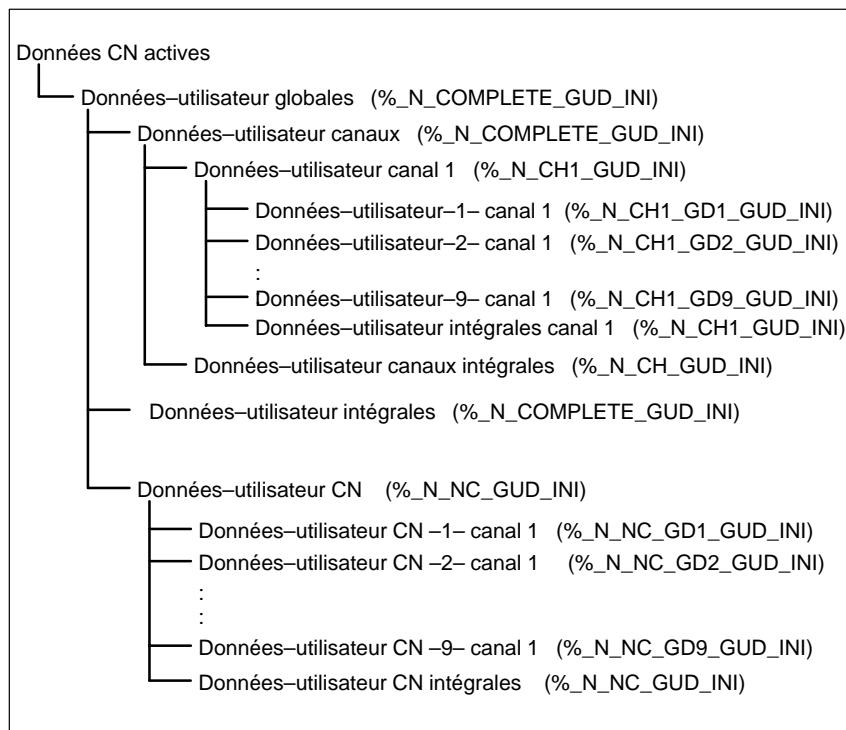 Données CN actives
Données–utilisateur globales (%_N_COMPLETE_GUD_INI)
Données–utilisateur canaux (%_N_COMPLETE_GUD_INI)
Données–utilisateur canal 1 (%_N_CH1_GUD_INI)
Données–utilisateur–1– canal 1 (%_N_CH1_GD1_GUD_INI)
Données–utilisateur–2– canal 1 (%_N_CH1_GD2_GUD_INI)
:
Données–utilisateur–9– canal 1 (%_N_CH1_GD9_GUD_INI)
Données–utilisateur intégrales canal 1 (%_N_CH1_GUD_INI)
Données–utilisateur canaux intégrales (%_N_CH_GUD_INI)
Données–utilisateur intégrales (%_N_COMPLETE_GUD_INI)
Données–utilisateur CN (%_N_NC_GUD_INI)
Données–utilisateur CN –1– canal 1 (%_N_NC_GD1_GUD_INI)
Données–utilisateur CN –2– canal 1 (%_N_NC_GD2_GUD_INI)
:
:
Données–utilisateur CN –9– canal 1 (%_N_NC_GD9_GUD_INI)
Données–utilisateur CN intégrales (%_N_NC_GUD_INI)